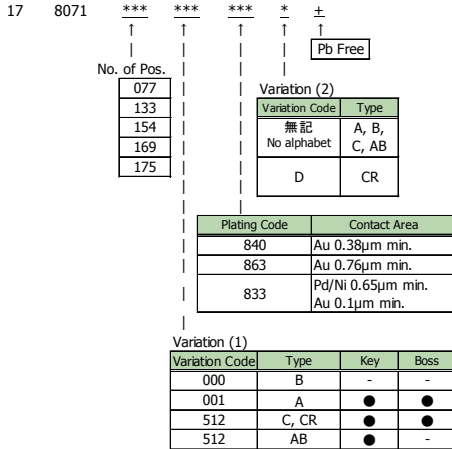 17 8071 *** *** *** * +
Pb Free
No. of Pos.
077
133
154
169
175
Variation (2)
Variation Code Type
無記 No alphabet A, B, C, AB
D CR
Plating Code Contact Area
840 Au 0.38µm min.
863 Au 0.76µm min.
833 Pd/Ni 0.65µm min. Au 0.1µm min.
Variation (1)
Variation Code Type Key Boss
000 B - -
001 A ● ●
512 C, CR ● ●
512 AB ● -